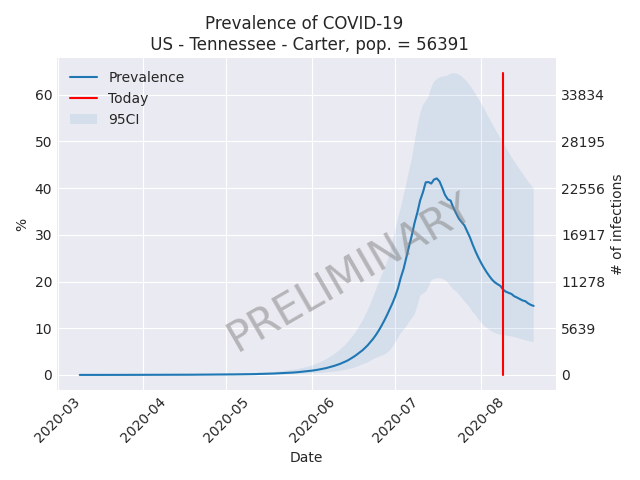 Prevalence of COVID-19
US - Tennessee - Carter, pop. = 56391
Prevalence
Today
95CI
60
50
40
30
20
10
0
%
33834
28195
22556
16917
11278
5639
0
# of infections
PRELIMINARY
2020-03
2020-04
2020-05
2020-06
2020-07
2020-08
Date